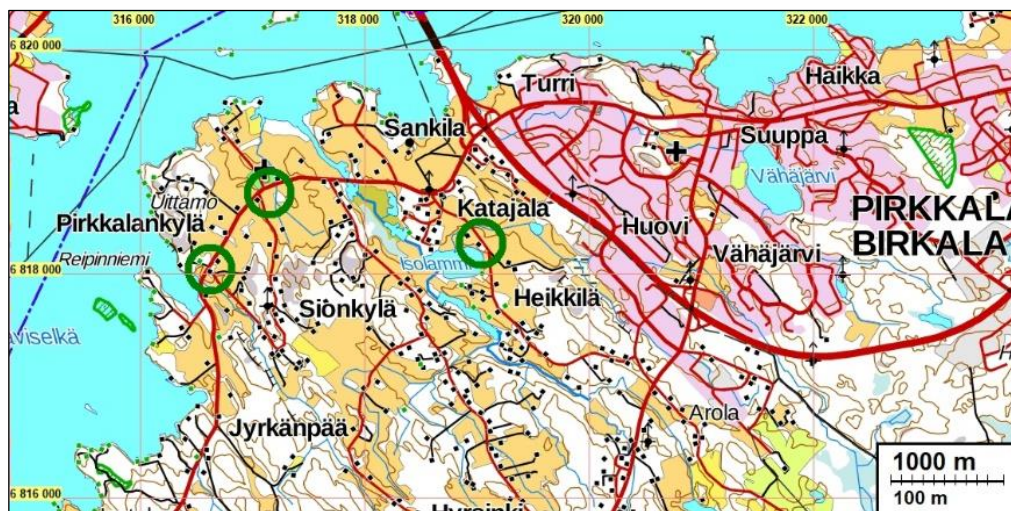 316 000
318 000
320 000
322 000
6 820 000
Turri
Haikka
Sankila
Suuppa
Vähäjärvi
Uittamo
Katajala
Pirkkalankylä
Huovi
PIRKKALA
BIRKALA
Reipinniemi
Isolammi
Vähäjärvi
6 818 000
Heikkilä
Sionkylä
aviselkä
Arola
Jyrkänpää
1000 m
100 m
6 816 000
Hyrsinki